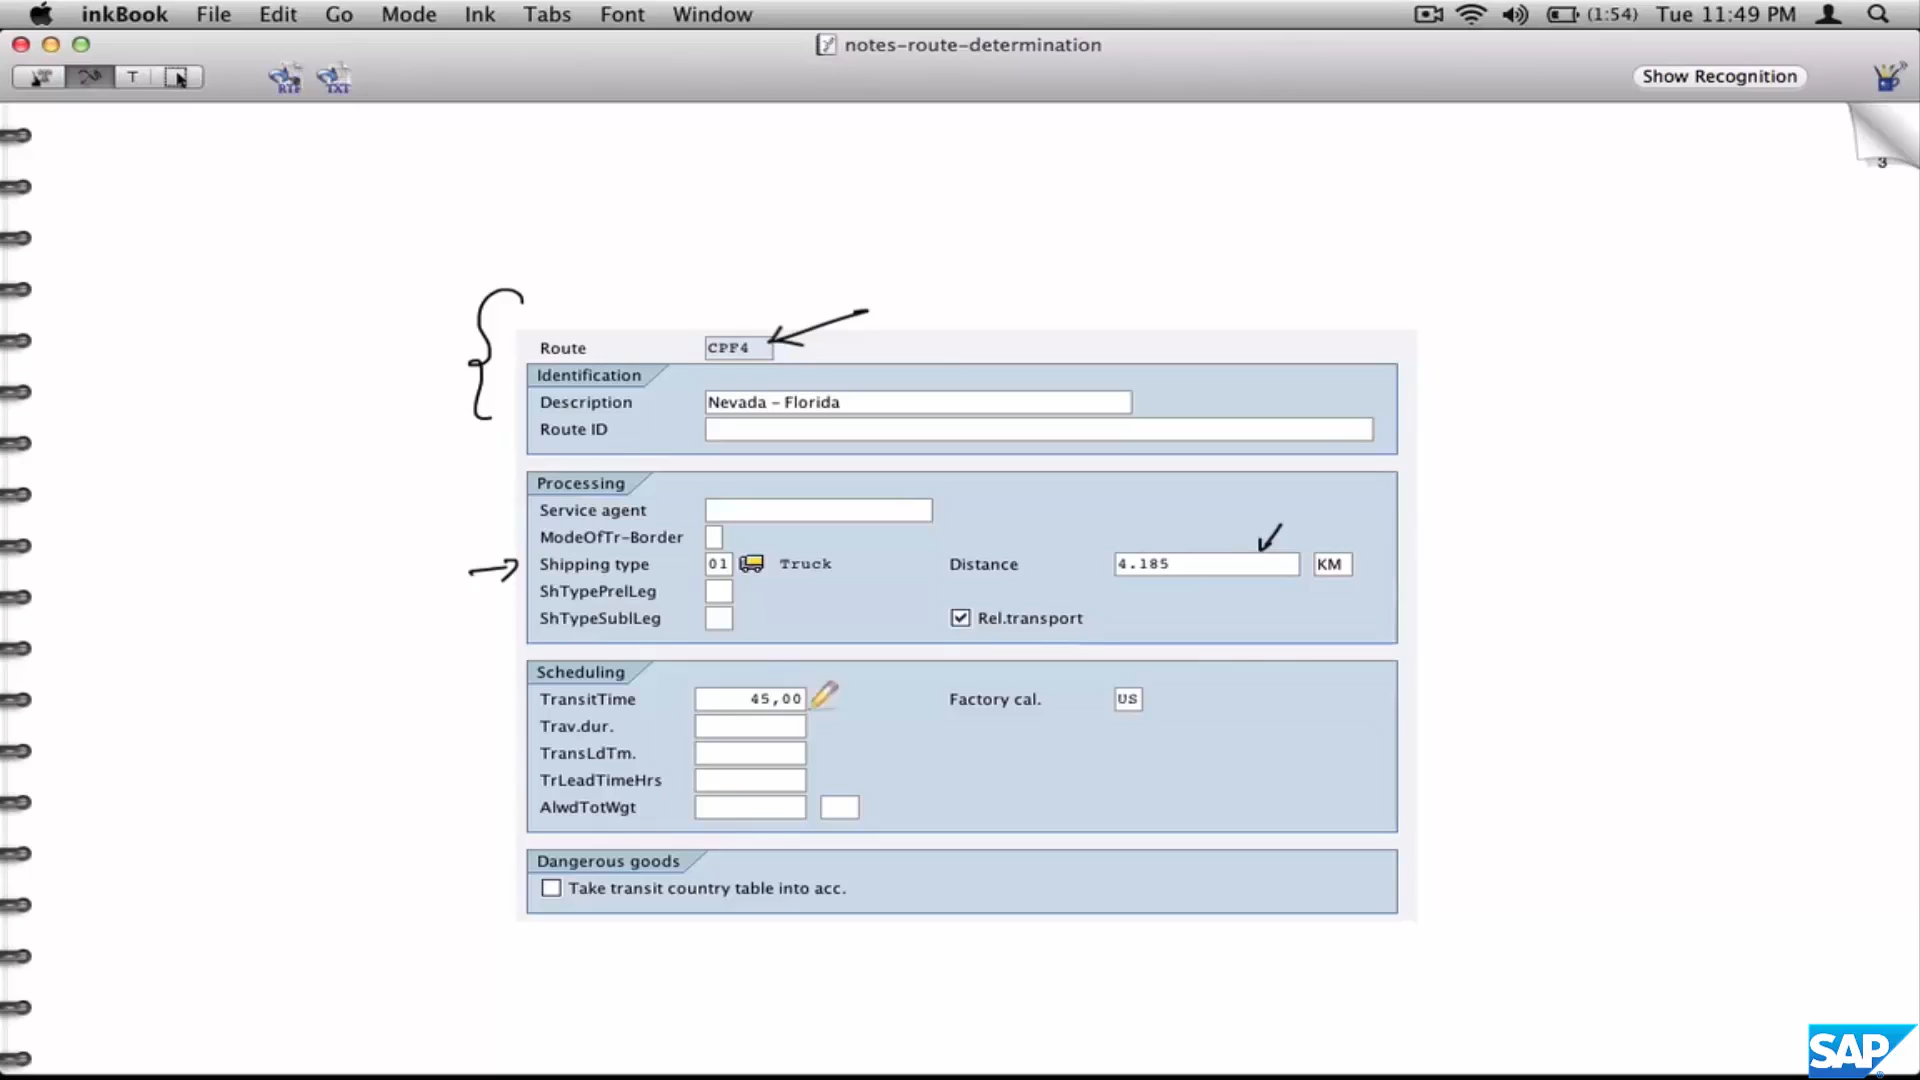 inkBook File Edit Go Mode Ink Tabs Font Window (1:54) Tue 11:49 PM
notes-route-determination
T RTF TXT Show Recognition
3
Route CPF4
Identification
Description Nevada - Florida
Route ID
Processing
Service agent
ModeOfTr-Border
Shipping type 01 Truck Distance 4.185 KM
ShTypePrelLeg
ShTypeSublLeg Rel.transport
Scheduling
TransitTime 45,00 Factory cal. US
Trav.dur.
TransLdTm.
TrLeadTimeHrs
AlwdTotWgt
Dangerous goods
Take transit country table into acc.
SAP